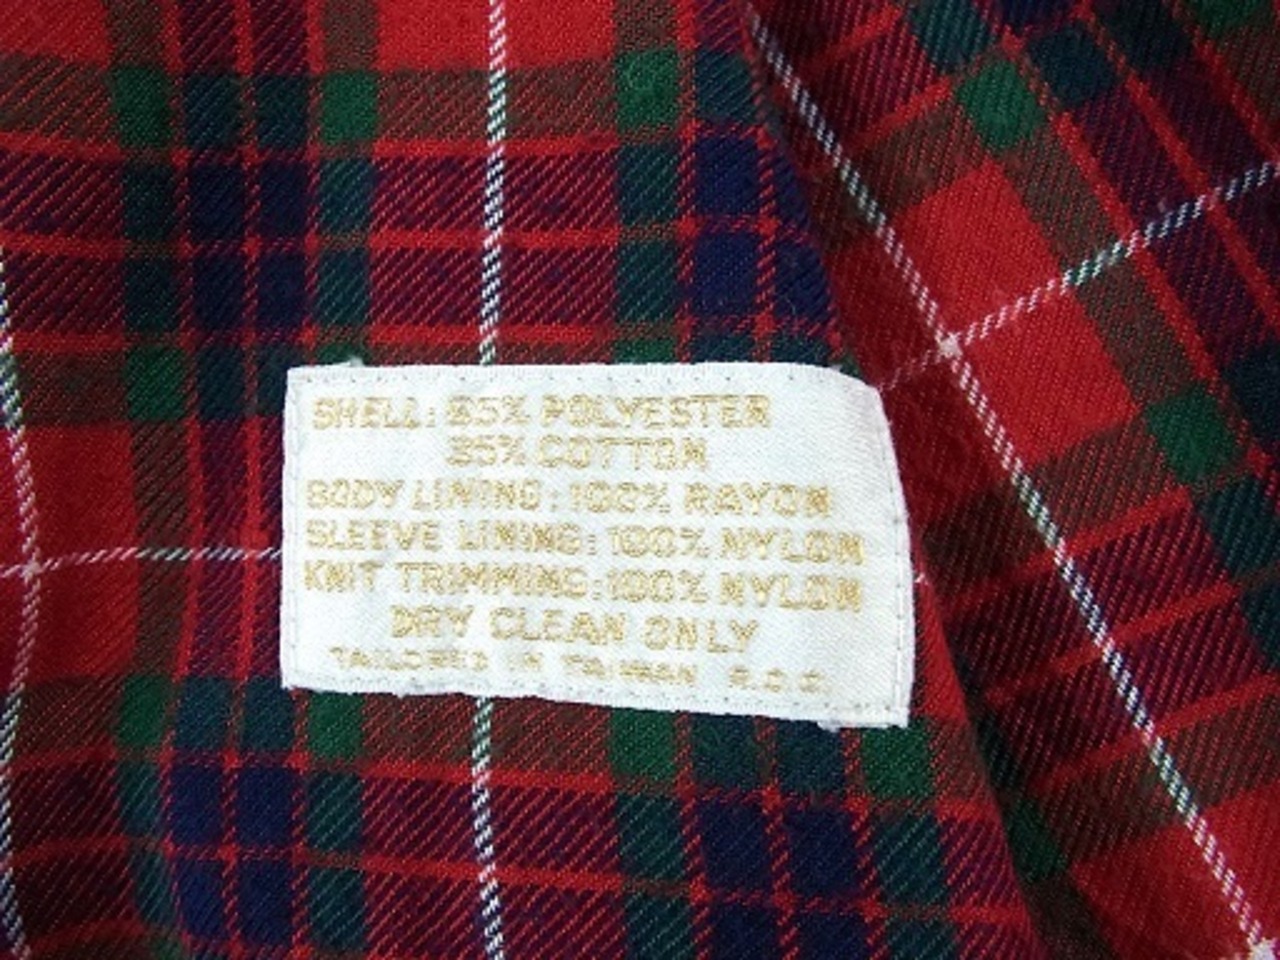 SHELL: 65% POLYESTER
35% COTTON
BODY LINING: 100% RAYON
SLEEVE LINING: 100% NYLON
KNIT TRIMMING: 100% NYLON
DRY CLEAN ONLY
TAILORED IN TAIWAN R.O.C.